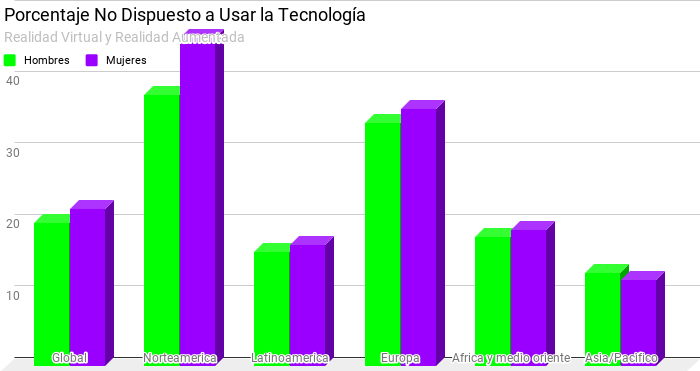 Porcentaje No Dispuesto a Usar la Tecnología
Realidad Virtual y Realidad Aumentada
Hombres Mujeres
40
30
20
10
Global Norteamerica Latinoamerica Europa Africa y medio oriente Asia/Pacifico